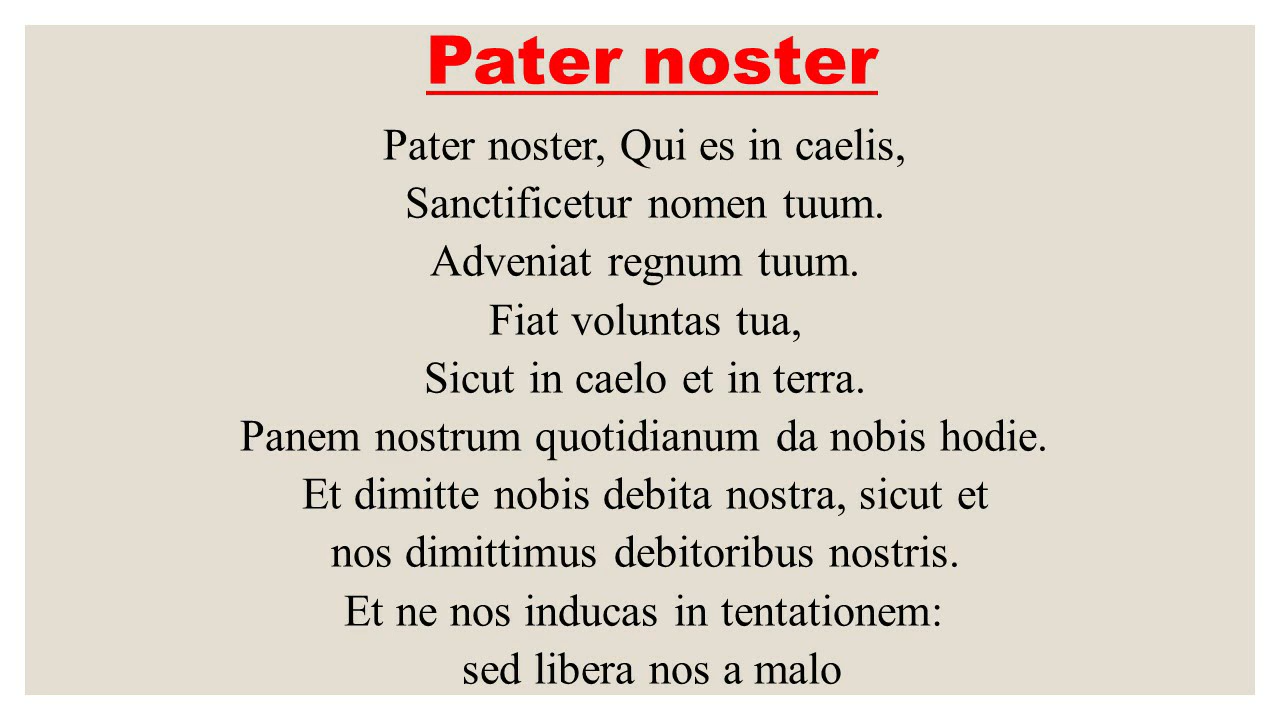 Pater noster
Pater noster, Qui es in caelis,
Sanctificetur nomen tuum.
Adveniat regnum tuum.
Fiat voluntas tua,
Sicut in caelo et in terra.
Panem nostrum quotidianum da nobis hodie.
Et dimitte nobis debita nostra, sicut et
nos dimittimus debitoribus nostris.
Et ne nos inducas in tentationem:
sed libera nos a malo